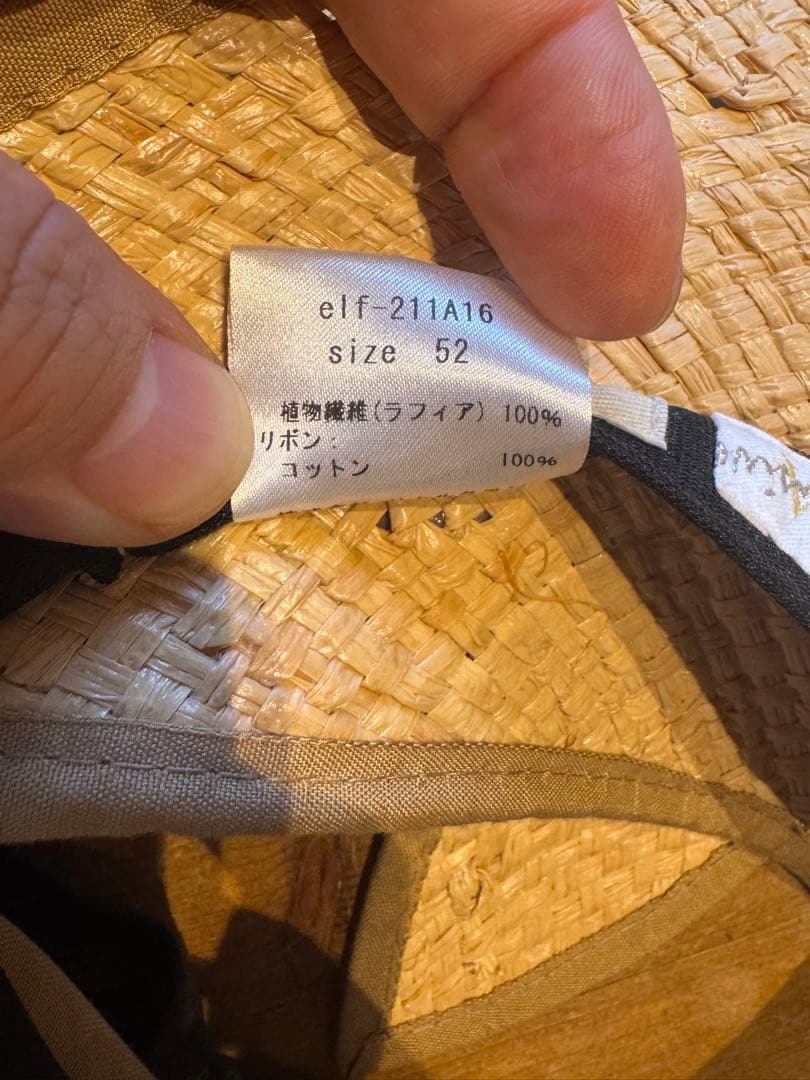 elf-211A16
size 52
植物繊維(ラフィア) 100%
リボン:
コットン 100%